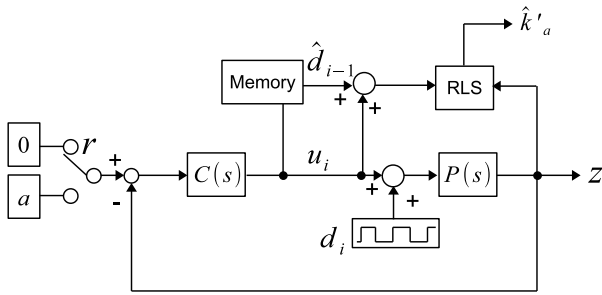 k̂'ₐ
d̂ᵢ₋₁
Memory
+
+
RLS
0
r
+
-
C(s)
uᵢ
+
+
P(s)
z
a
dᵢ